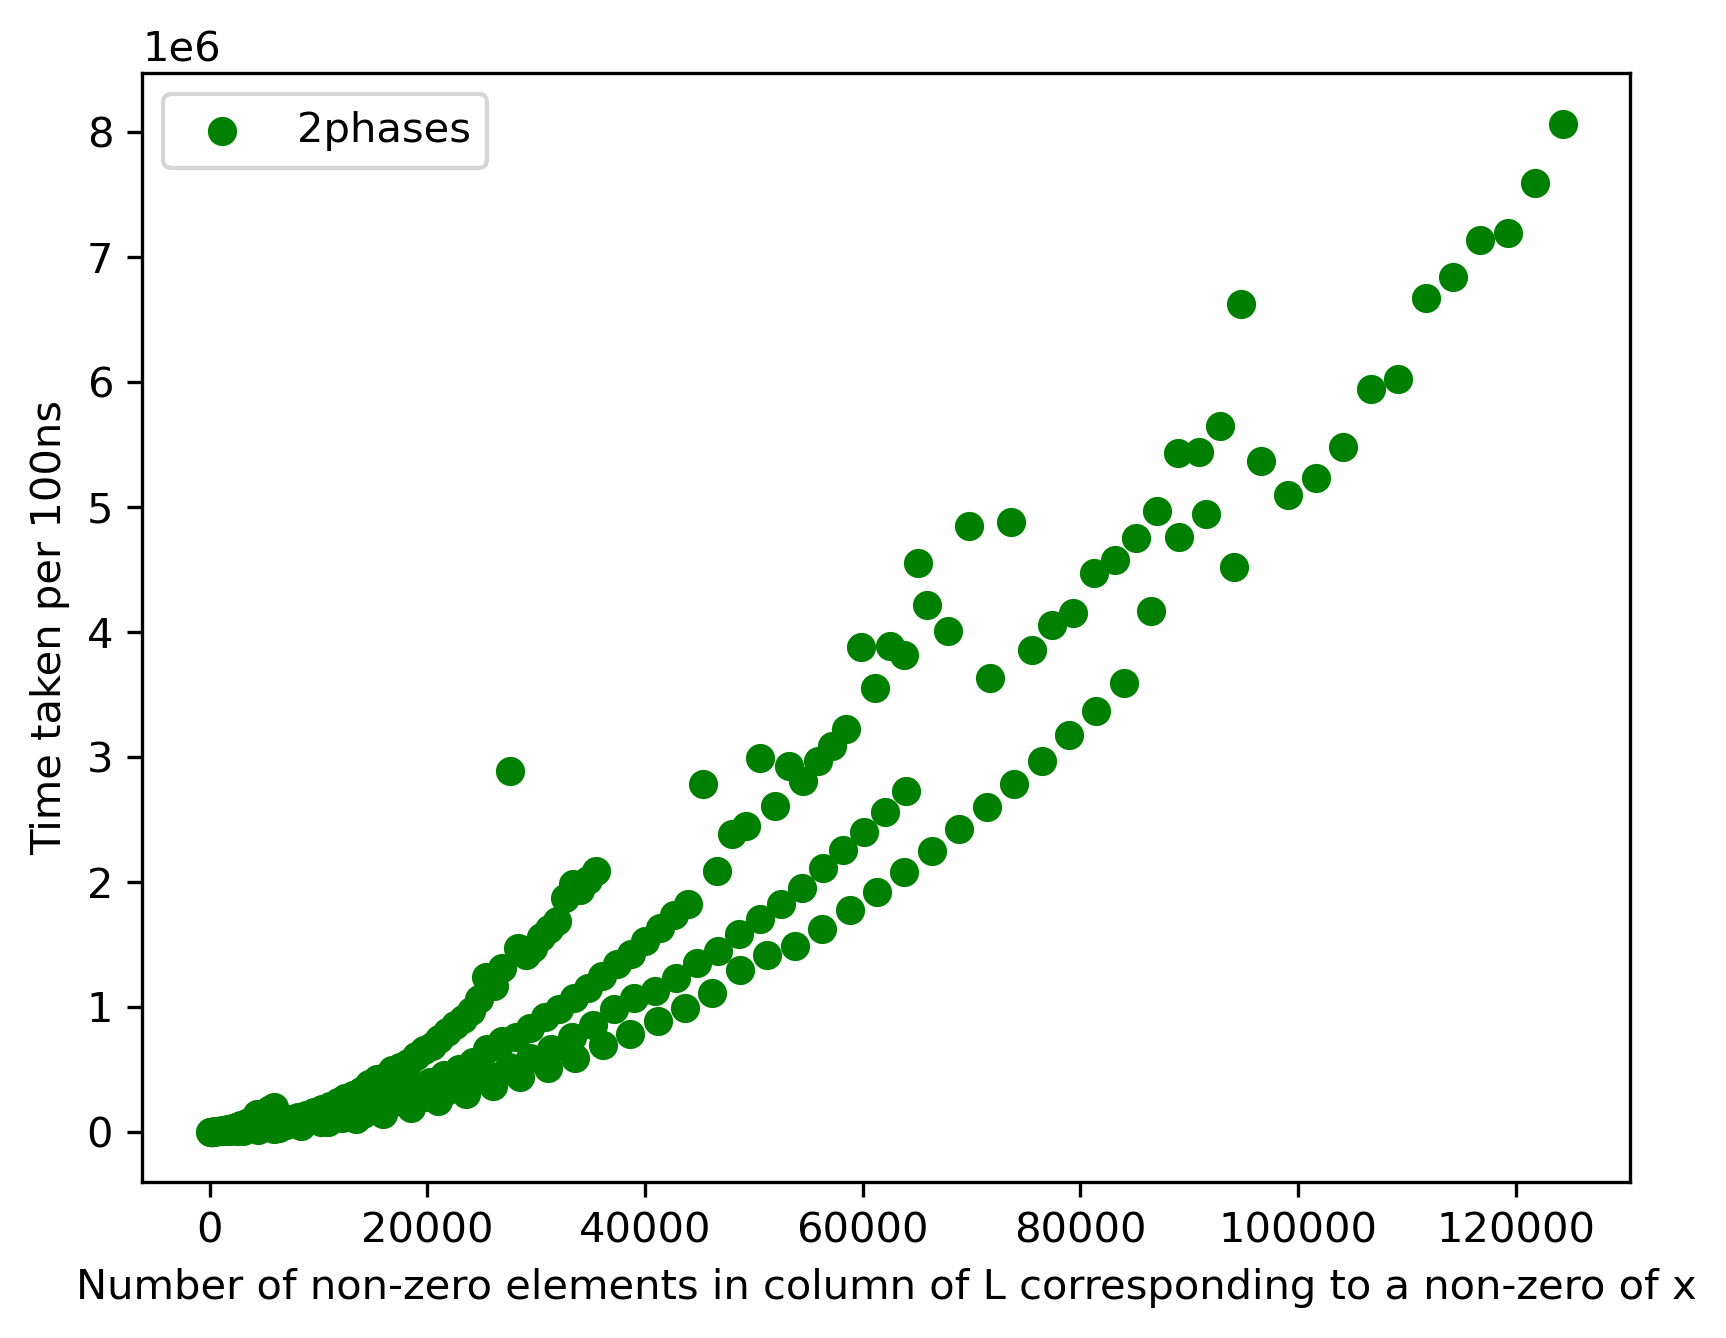 1e6
2phases
8
7
6
5
4
3
2
1
0
Time taken per 100ns
0 20000 40000 60000 80000 100000 120000
Number of non-zero elements in column of L corresponding to a non-zero of x